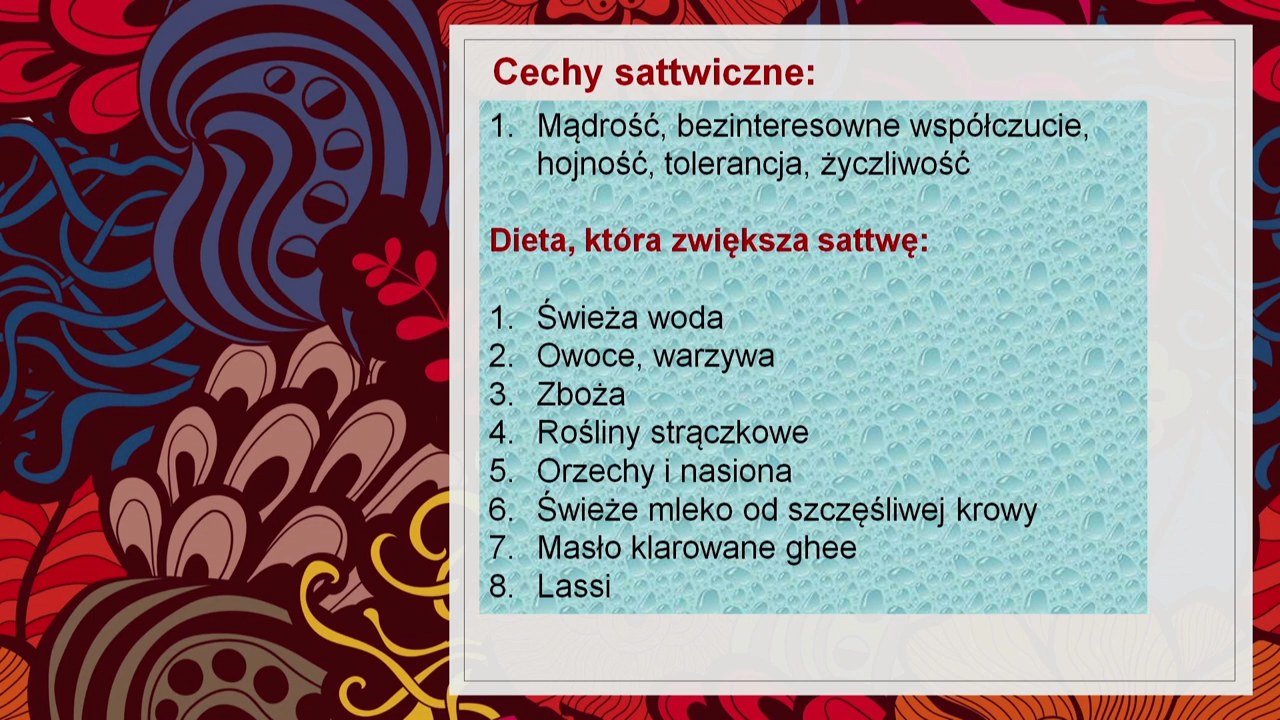 Cechy sattwiczne:
1. Mądrość, bezinteresowne współczucie,
hojność, tolerancja, życzliwość
Dieta, która zwiększa sattwę:
1. Świeża woda
2. Owoce, warzywa
3. Zboża
4. Rośliny strączkowe
5. Orzechy i nasiona
6. Świeże mleko od szczęśliwej krowy
7. Masło klarowane ghee
8. Lassi